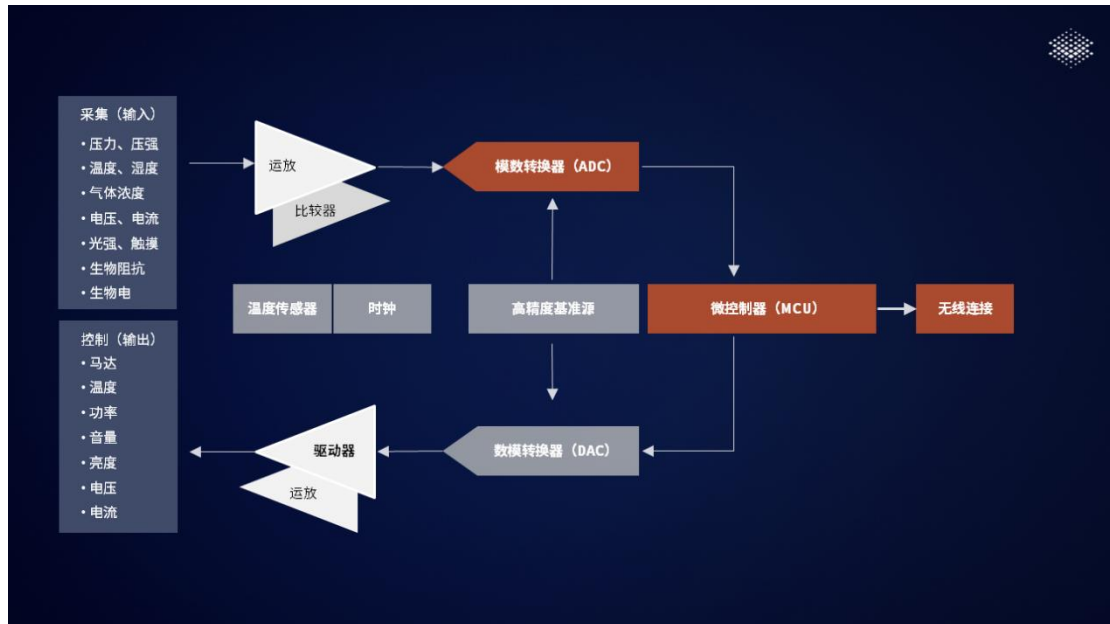 采集（输入）
• 压力、压强
• 温度、湿度
• 气体浓度
• 电压、电流
• 光强、触摸
• 生物阻抗
• 生物电
运放
比较器
模数转换器（ADC）
温度传感器
时钟
高精度基准源
微控制器（MCU）
无线连接
控制（输出）
• 马达
• 温度
• 功率
• 音量
• 亮度
• 电压
• 电流
驱动器
运放
数模转换器（DAC）